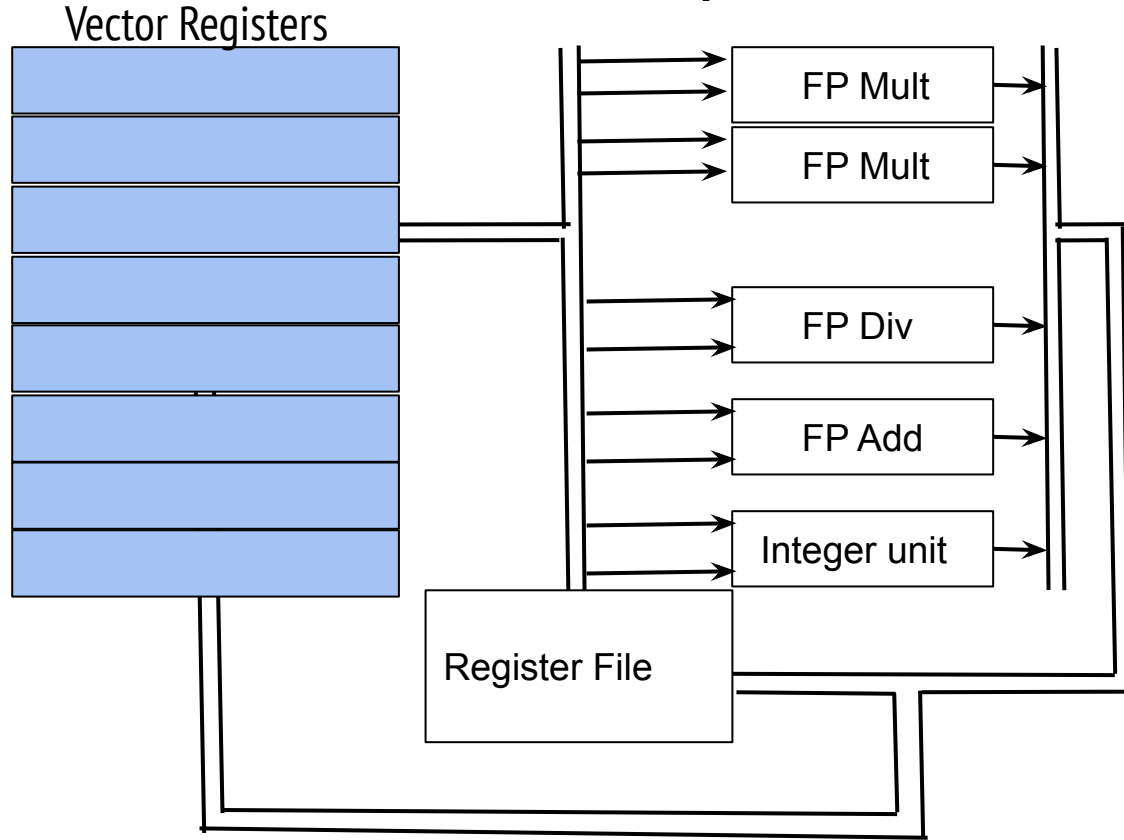 Vector Registers
FP Mult
FP Mult
FP Div
FP Add
Integer unit
Register File